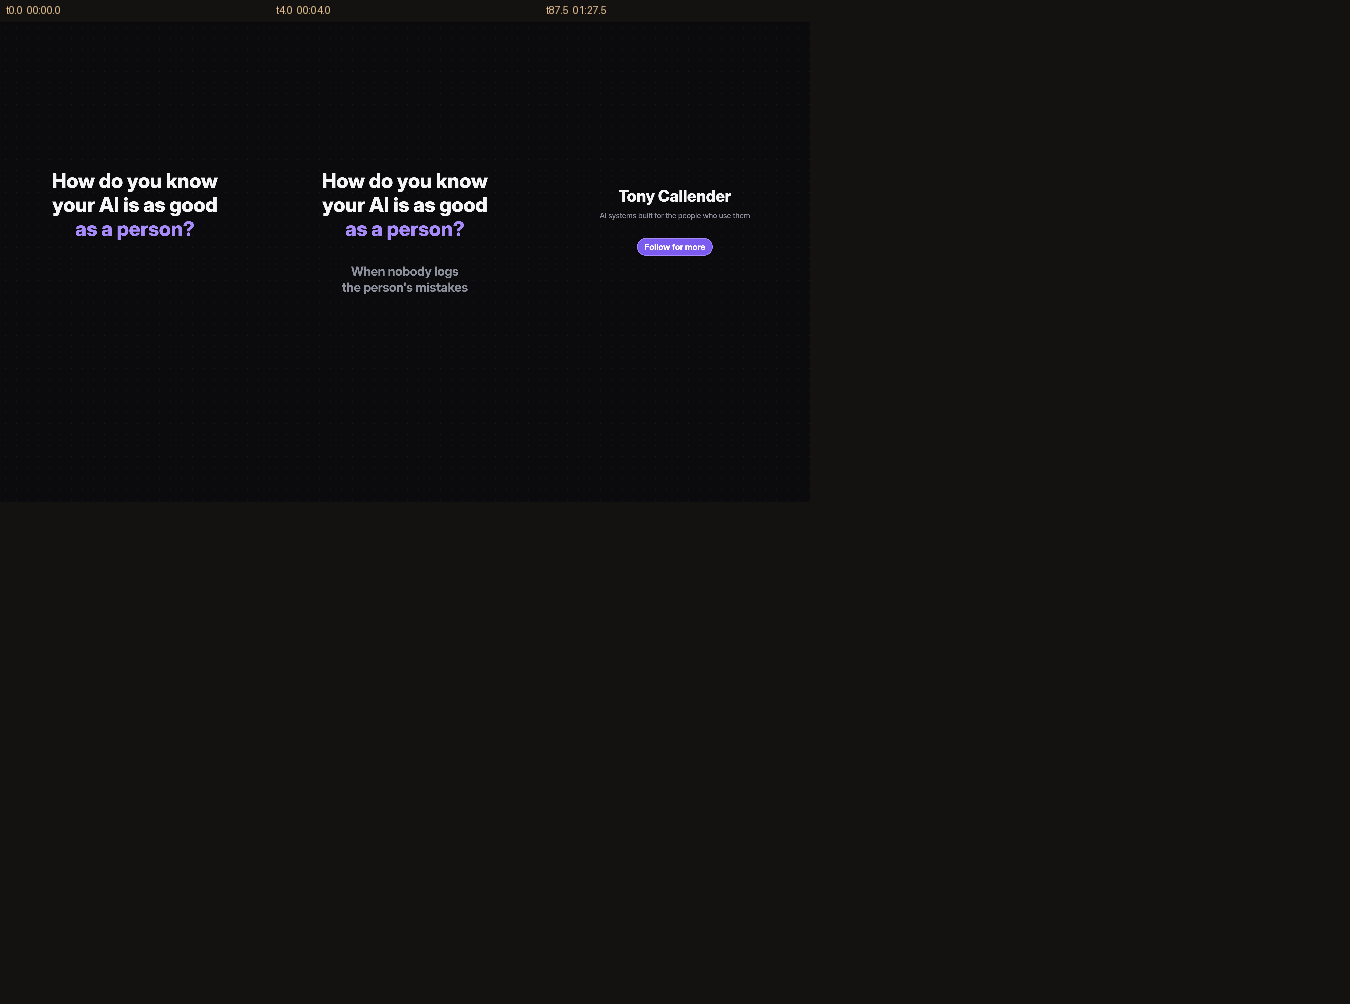 t0.0 00:00.0
t4.0 00:04.0
t87.5 01:27.5
How do you know
your AI is as good
as a person?
How do you know
your AI is as good
as a person?
When nobody logs
the person's mistakes
Tony Callender
AI systems built for the people who use them
Follow for more